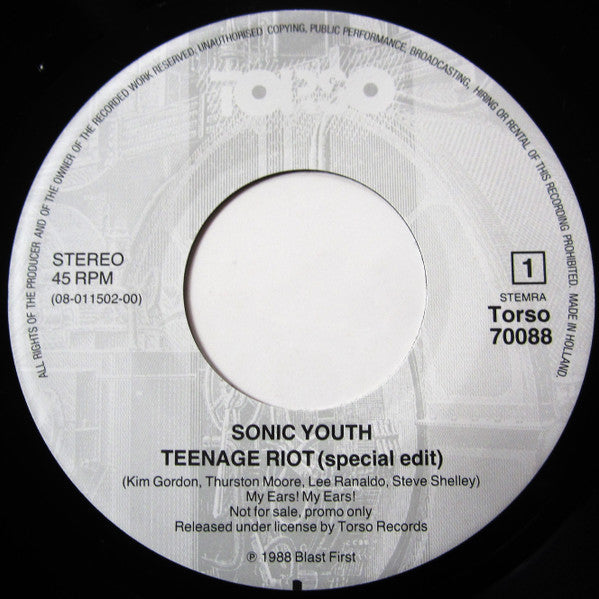 ALL RIGHTS OF THE PRODUCER AND OF THE OWNER OF THE RECORDED WORK RESERVED, UNAUTHORISED COPYING, PUBLIC PERFORMANCE, BROADCASTING, HIRING OR RENTAL OF THIS RECORDING PROHIBITED. MADE IN HOLLAND.
TORSO
STEREO
45 RPM
(08-011502-00)
1
STEMRA
Torso
70088
SONIC YOUTH
TEENAGE RIOT (special edit)
(Kim Gordon, Thurston Moore, Lee Ranaldo, Steve Shelley)
My Ears! My Ears!
Not for sale, promo only
Released under license by Torso Records
℗ 1988 Blast First